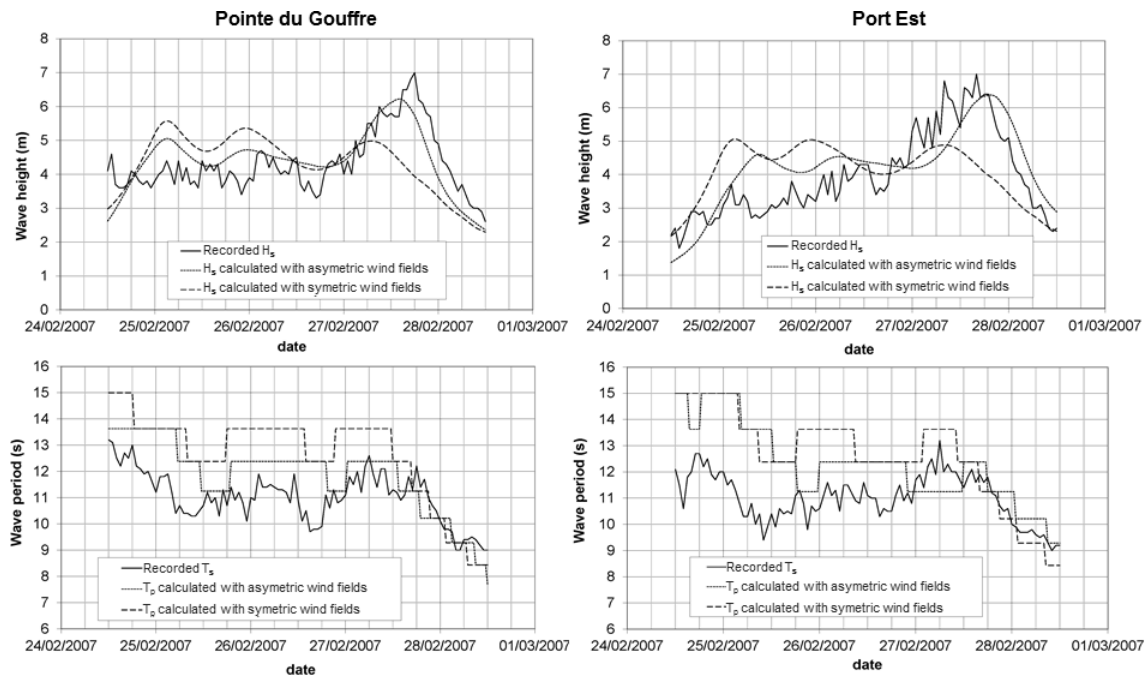 Pointe du Gouffre
8
7
6
5
4
3
2
1
0
Wave height (m)
Recorded Hs
Hs calculated with asymetric wind fields
Hs calculated with symetric wind fields
24/02/2007 25/02/2007 26/02/2007 27/02/2007 28/02/2007 01/03/2007
date
Port Est
8
7
6
5
4
3
2
1
0
Wave height (m)
Recorded Hs
Hs calculated with asymetric wind fields
Hs calculated with symetric wind fields
24/02/2007 25/02/2007 26/02/2007 27/02/2007 28/02/2007 01/03/2007
date
16
15
14
13
12
11
10
9
8
7
6
Wave period (s)
Recorded Ts
Tp calculated with asymetric wind fields
Tp calculated with symetric wind fields
24/02/2007 25/02/2007 26/02/2007 27/02/2007 28/02/2007 01/03/2007
date
16
15
14
13
12
11
10
9
8
7
6
Wave period (s)
Recorded Ts
Tp calculated with asymetric wind fields
Tp calculated with symetric wind fields
24/02/2007 25/02/2007 26/02/2007 27/02/2007 28/02/2007 01/03/2007
date